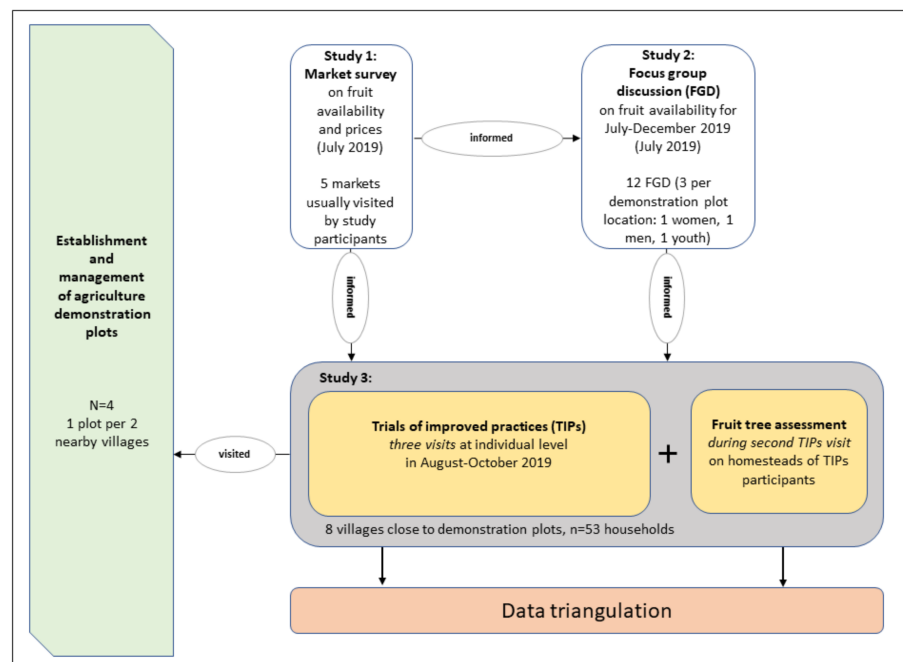 Establishment
and
management
of agriculture
demonstration
plots
N=4
1 plot per 2
nearby villages
Study 1:
Market survey
on fruit
availability
and prices
(July 2019)
5 markets
usually visited
by study
participants
informed
Study 2:
Focus group
discussion (FGD)
on fruit availability for
July-December 2019
(July 2019)
12 FGD (3 per
demonstration plot
location: 1 women, 1
men, 1 youth)
informed
informed
visited
Study 3:
Trials of improved practices (TIPs)
three visits at individual level
in August-October 2019
+
Fruit tree assessment
during second TIPs visit
on homesteads of TIPs
participants
8 villages close to demonstration plots, n=53 households
Data triangulation